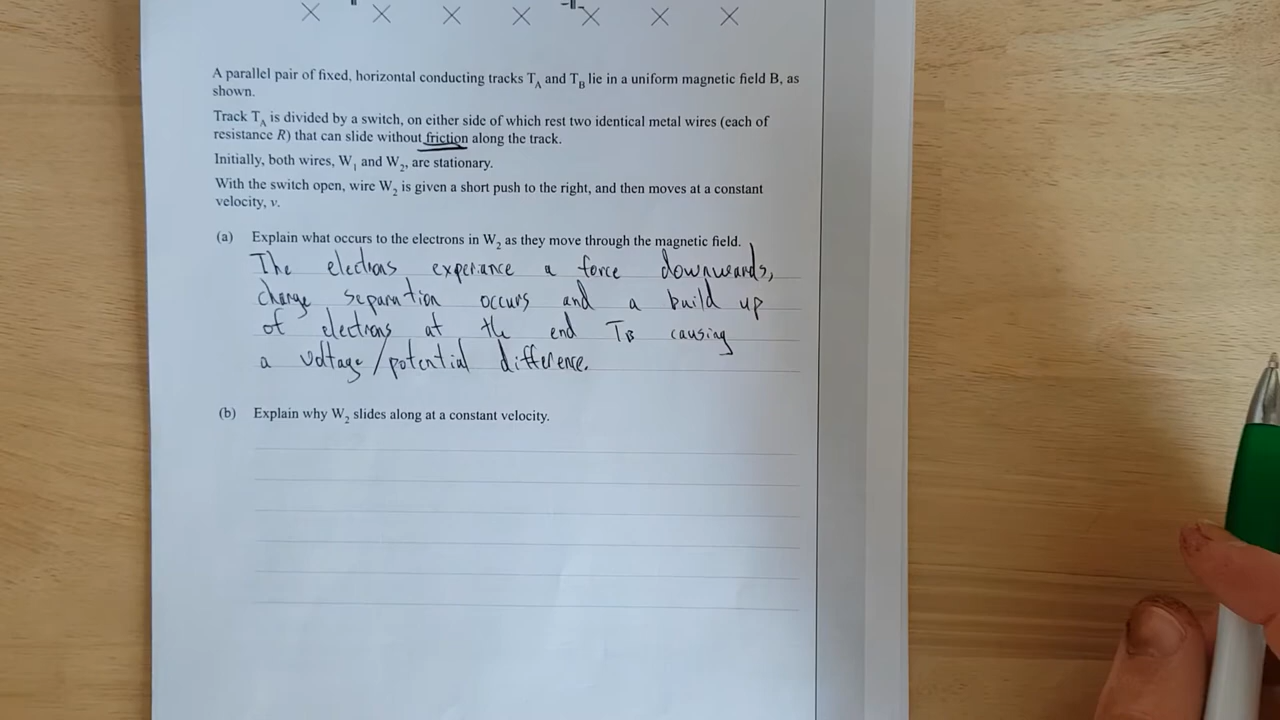 A parallel pair of fixed, horizontal conducting tracks T_A and T_B lie in a uniform magnetic field B, as
shown.
Track T_A is divided by a switch, on either side of which rest two identical metal wires (each of
resistance R) that can slide without friction along the track.
Initially, both wires, W_1 and W_2, are stationary.
With the switch open, wire W_2 is given a short push to the right, and then moves at a constant
velocity, v.
(a) Explain what occurs to the electrons in W_2 as they move through the magnetic field.
The electrons experiance a force downwards,
charge separation occurs and a build up
of electrons at the end T_B causing
a voltage/potential difference.
(b) Explain why W_2 slides along at a constant velocity.